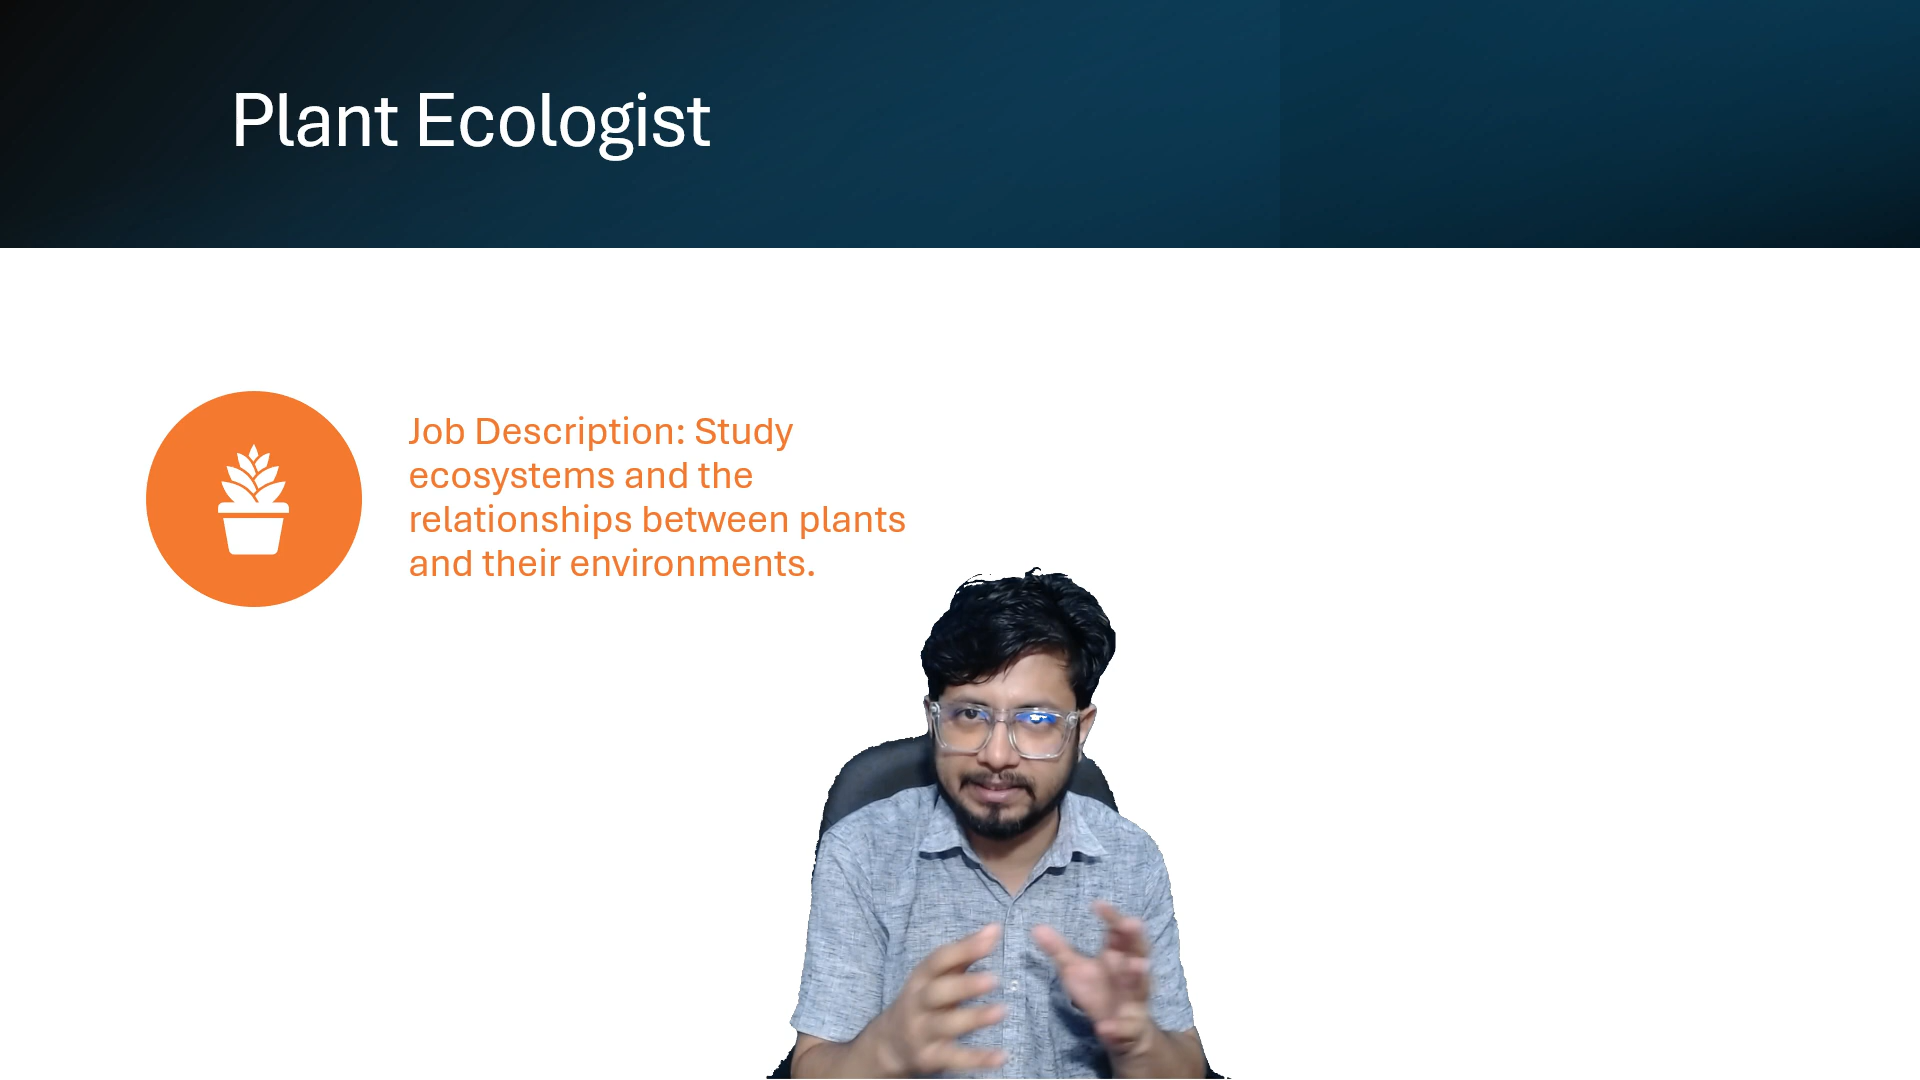 Plant Ecologist
Job Description: Study
ecosystems and the
relationships between plants
and their environments.